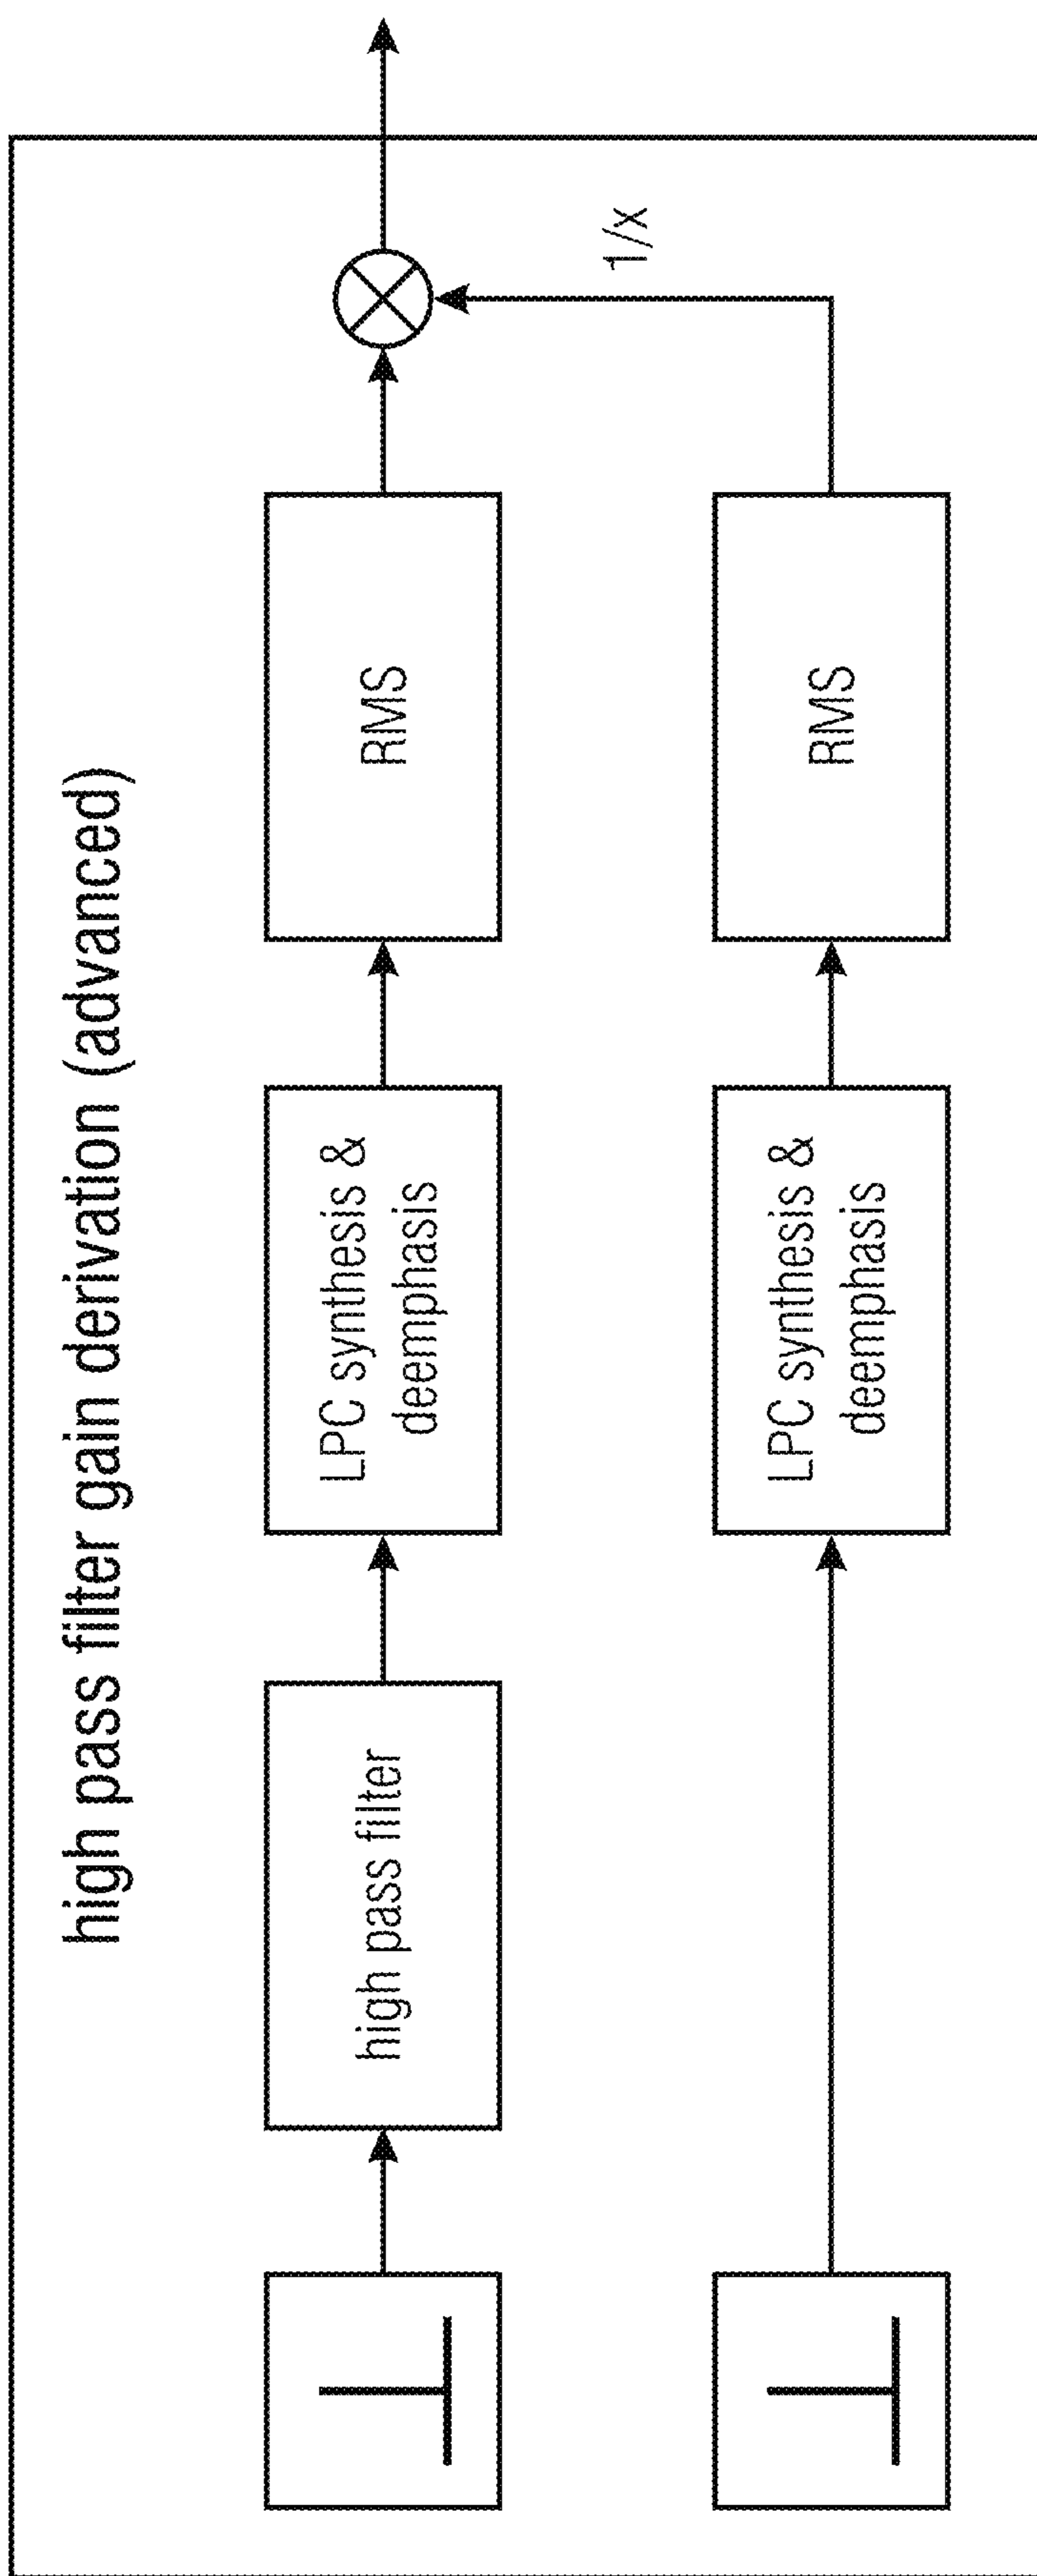 high pass filter gain derivation (advanced)
high pass filter
LPC synthesis &
deemphasis
RMS
1/x
LPC synthesis &
deemphasis
RMS